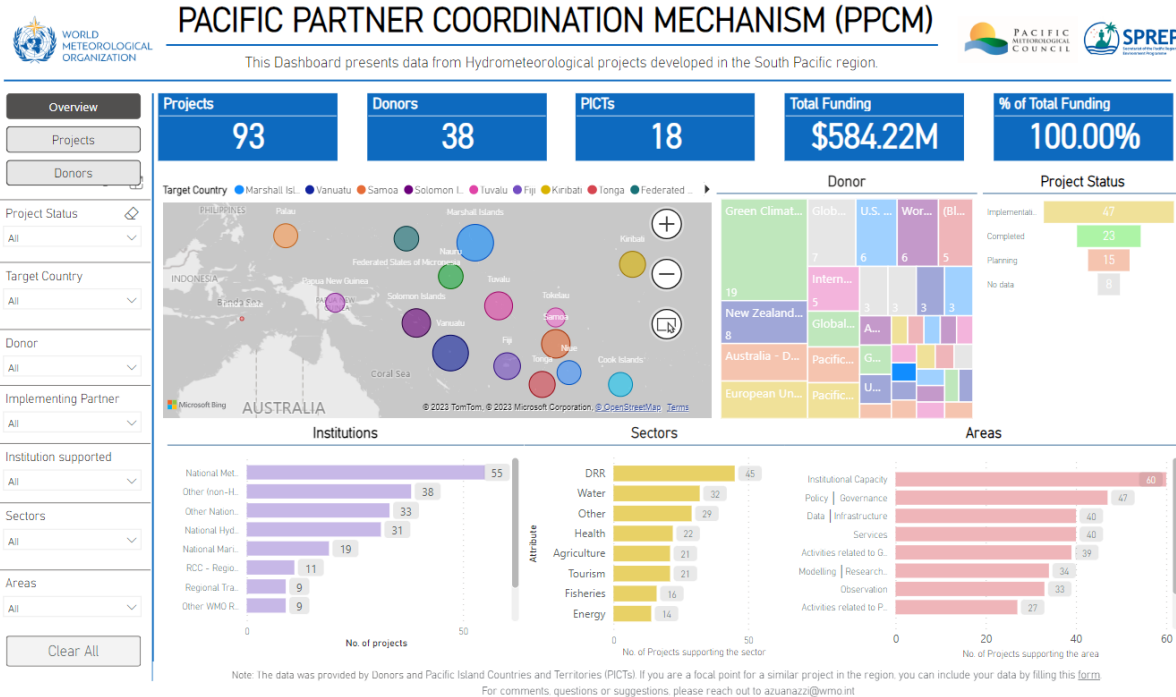 WORLD
METEOROLOGICAL
ORGANIZATION
PACIFIC PARTNER COORDINATION MECHANISM (PPCM)
This Dashboard presents data from Hydrometeorological projects developed in the South Pacific region.
PACIFIC
METEOROLOGICAL
COUNCIL
SPREP
Overview
Projects
Donors
Project Status
All
Target Country
All
Donor
All
Implementing Partner
All
Institution supported
All
Sectors
All
Areas
All
Clear All
Projects
93
Donors
38
PICTs
18
Total Funding
$584.22M
% of Total Funding
100.00%
Target Country Marshall Isl.. Vanuatu Samoa Solomon I.. Tuvalu Fiji Kiribati Tonga Federated ..
PHILIPPINES
Palau
Marshall Islands
Kiribati
Nauru
Federated States of Micronesia
INDONESIA
Papua New Guinea
Tuvalu
Banda Sea
PAPUA NEW
Solomon Islands
Tokelau
Samoa
Vanuatu
Fiji
Niue
Tonga
Cook Islands
Coral Sea
AUSTRALIA
Microsoft Bing
© 2023 TomTom, © 2023 Microsoft Corporation, © OpenStreetMap Terms
Donor
Green Climat...
19
Glob...
7
U.S. ...
6
Wor...
6
(Bl...
5
New Zealand...
8
Intern...
5
3
3
3
3
Australia - D...
Global...
A...
European Un...
Pacific...
G...
Pacific...
U...
Project Status
Implementati..
47
Completed
23
Planning
15
No data
8
Institutions
National Met..
55
Other (non-H..
38
Other Nation..
33
National Hyd..
31
National Mari..
19
RCC - Regio..
11
Regional Tra..
9
Other WMO R..
9
0
50
No. of projects
Sectors
Attribute
DRR
45
Water
32
Other
29
Health
22
Agriculture
21
Tourism
21
Fisheries
16
Energy
14
0
50
No. of Projects supporting the sector
Areas
Institutional Capacity
60
Policy | Governance
47
Data | Infrastructure
40
Services
40
Activities related to G..
39
Modelling | Research..
34
Observation
33
Activities related to P..
27
0
20
40
60
No. of Projects supporting the area
Note: The data was provided by Donors and Pacific Island Countries and Territories (PICTs). If you are a focal point for a similar project in the region, you can include your data by filling this form
For comments, questions or suggestions, please reach out to azuanazzi@wmo.int